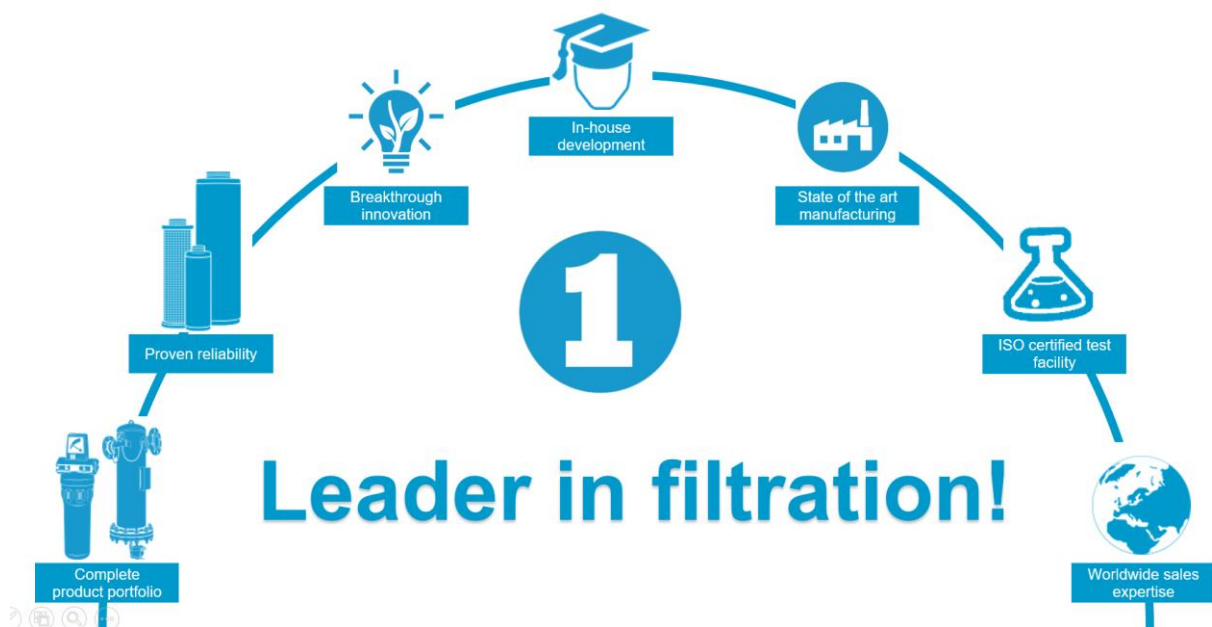 In-house
development
Breakthrough
innovation
State of the art
manufacturing
Proven reliability
1
ISO certified test
facility
Leader in filtration!
Complete
product portfolio
Worldwide sales
expertise